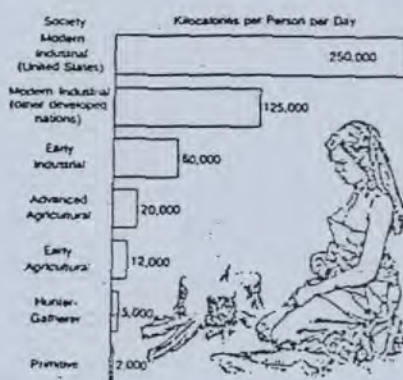 Society Kilocalories per Person per Day
Modern
Industrial
(United States)
250,000
Modern Industrial
(other developed
nations)
125,000
Early
Industrial
60,000
Advanced
Agricultural
20,000
Early
Agricultural
12,000
Hunter-
Gatherer
5,000
Primitive
2,000